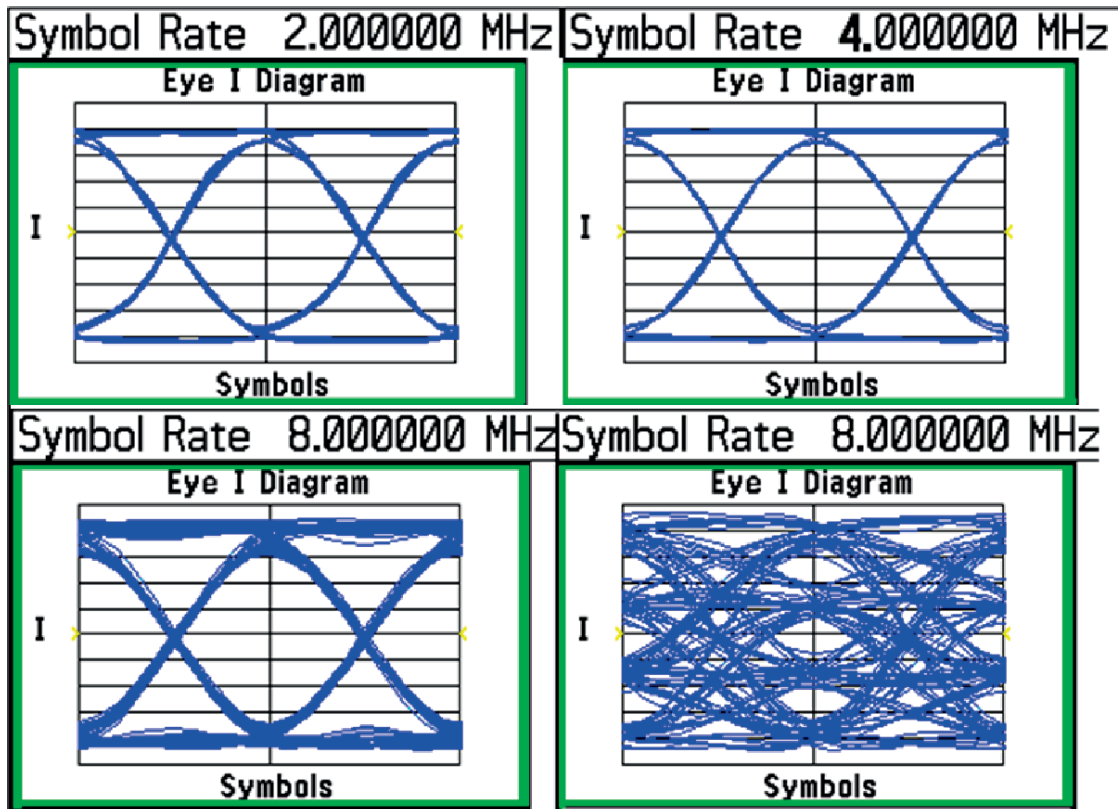 Symbol Rate 2.000000 MHz
Eye I Diagram
I
Symbols
Symbol Rate 4.000000 MHz
Eye I Diagram
I
Symbols
Symbol Rate 8.000000 MHz
Eye I Diagram
I
Symbols
Symbol Rate 8.000000 MHz
Eye I Diagram
I
Symbols